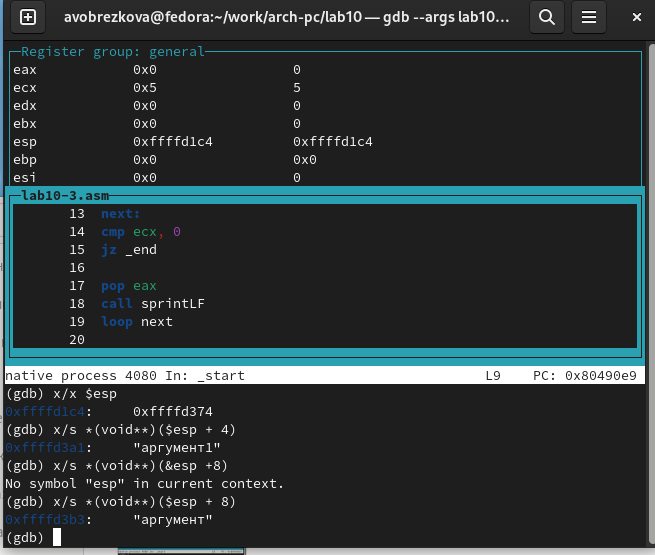 avobrezkova@fedora:~/work/arch-pc/lab10 — gdb --args lab10...
Register group: general
eax 0x0 0
ecx 0x5 5
edx 0x0 0
ebx 0x0 0
esp 0xffffd1c4 0xffffd1c4
ebp 0x0 0x0
esi 0x0 0
lab10-3.asm
13 next:
14 cmp ecx, 0
15 jz _end
16
17 pop eax
18 call sprintLF
19 loop next
20
native process 4080 In: _start L9 PC: 0x80490e9
(gdb) x/x $esp
0xffffd1c4: 0xffffd374
(gdb) x/s *(void**)($esp + 4)
0xffffd3a1: "аргумент1"
(gdb) x/s *(void**)(&esp +8)
No symbol "esp" in current context.
(gdb) x/s *(void**)($esp + 8)
0xffffd3b3: "аргумент"
(gdb)